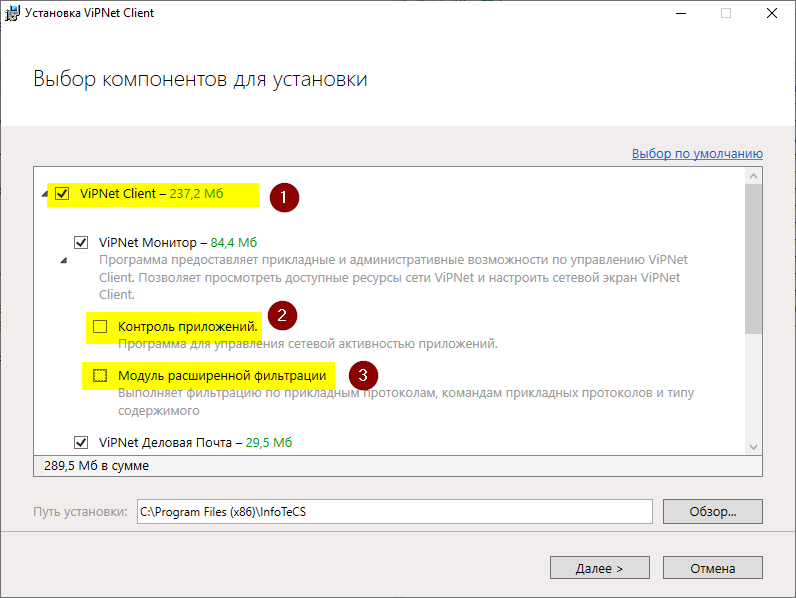 Установка ViPNet Client
Выбор компонентов для установки
Выбор по умолчанию
ViPNet Client – 237,2 Мб
1
ViPNet Монитор – 84,4 Мб
Программа предоставляет прикладные и административные возможности по управлению ViPNet
Client. Позволяет просмотреть доступные ресурсы сети ViPNet и настроить сетевой экран ViPNet
Client.
2
Контроль приложений.
Программа для управления сетевой активностью приложений.
Модуль расширенной фильтрации
3
Выполняет фильтрацию по прикладным протоколам, командам прикладных протоколов и типу
содержимого
ViPNet Деловая Почта – 29,5 Мб
289,5 Мб в сумме
Путь установки:
C:\Program Files (x86)\InfoTeCS
Обзор...
Далее >
Отмена